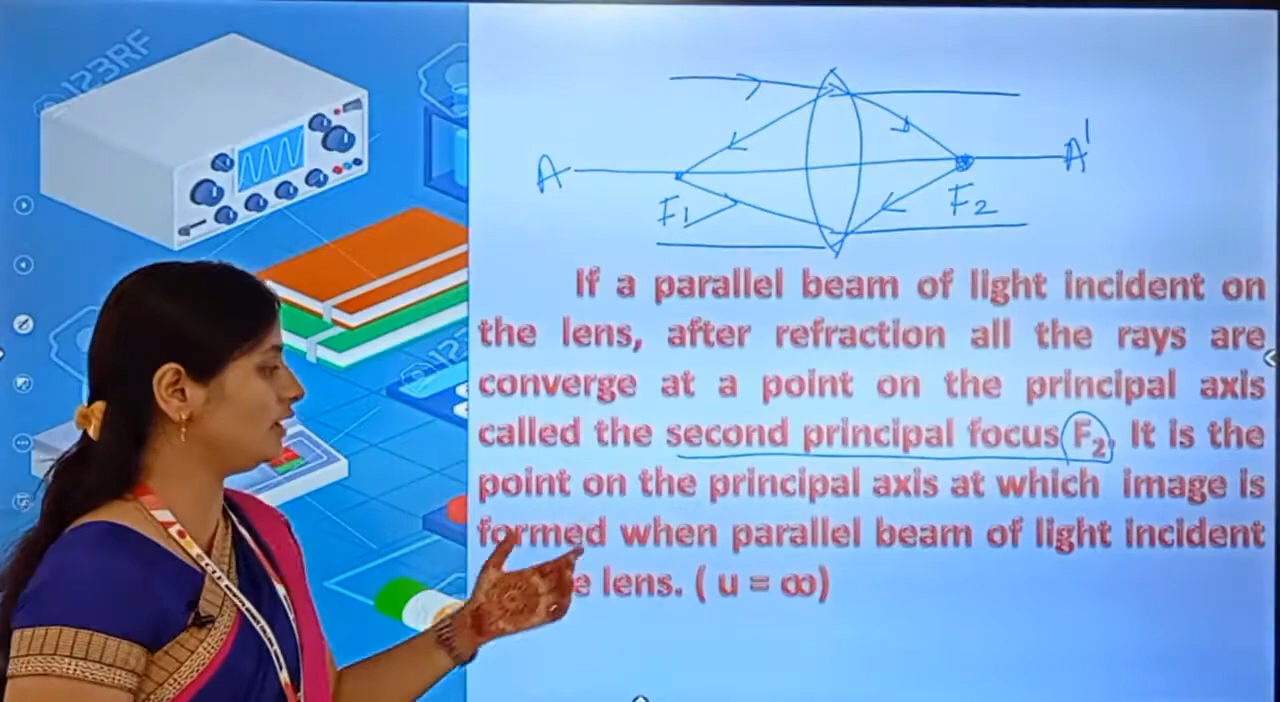 @123RF
A
A'
F1
F2
If a parallel beam of light incident on
the lens, after refraction all the rays are
converge at a point on the principal axis
called the second principal focus F2. It is the
point on the principal axis at which image is
formed when parallel beam of light incident
lens. ( u = ∞)
@123